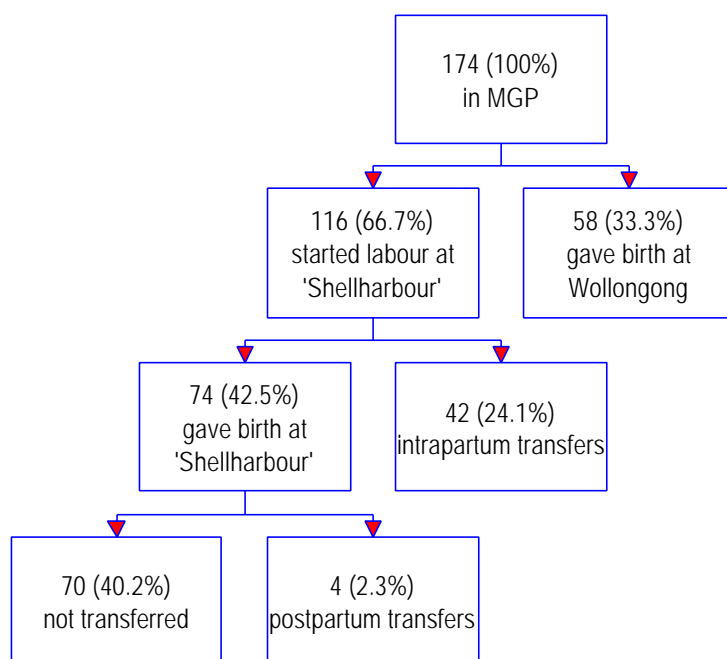 174 (100%)
in MGP
116 (66.7%)
started labour at
'Shellharbour'
58 (33.3%)
gave birth at
Wollongong
74 (42.5%)
gave birth at
'Shellharbour'
42 (24.1%)
intrapartum transfers
70 (40.2%)
not transferred
4 (2.3%)
postpartum transfers